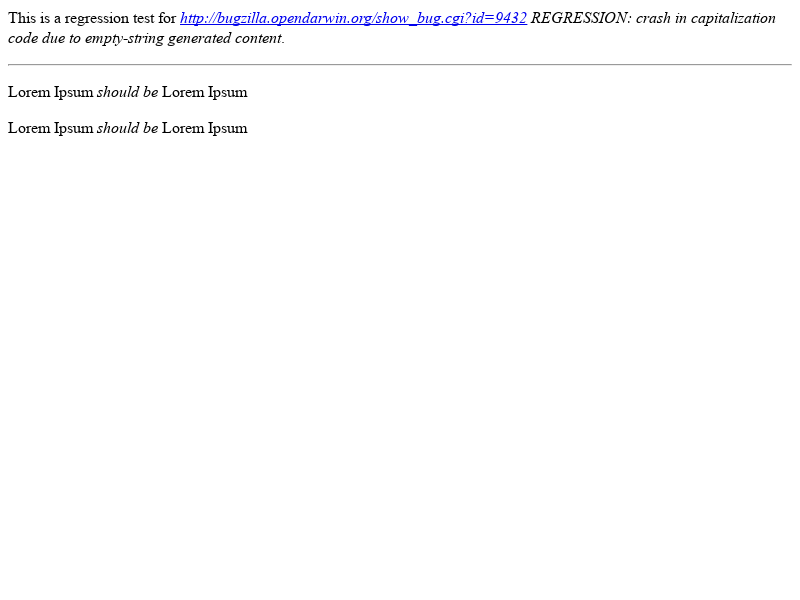 This is a regression test for http://bugzilla.opendarwin.org/show_bug.cgi?id=9432 REGRESSION: crash in capitalization
code due to empty-string generated content.
Lorem Ipsum should be Lorem Ipsum
Lorem Ipsum should be Lorem Ipsum